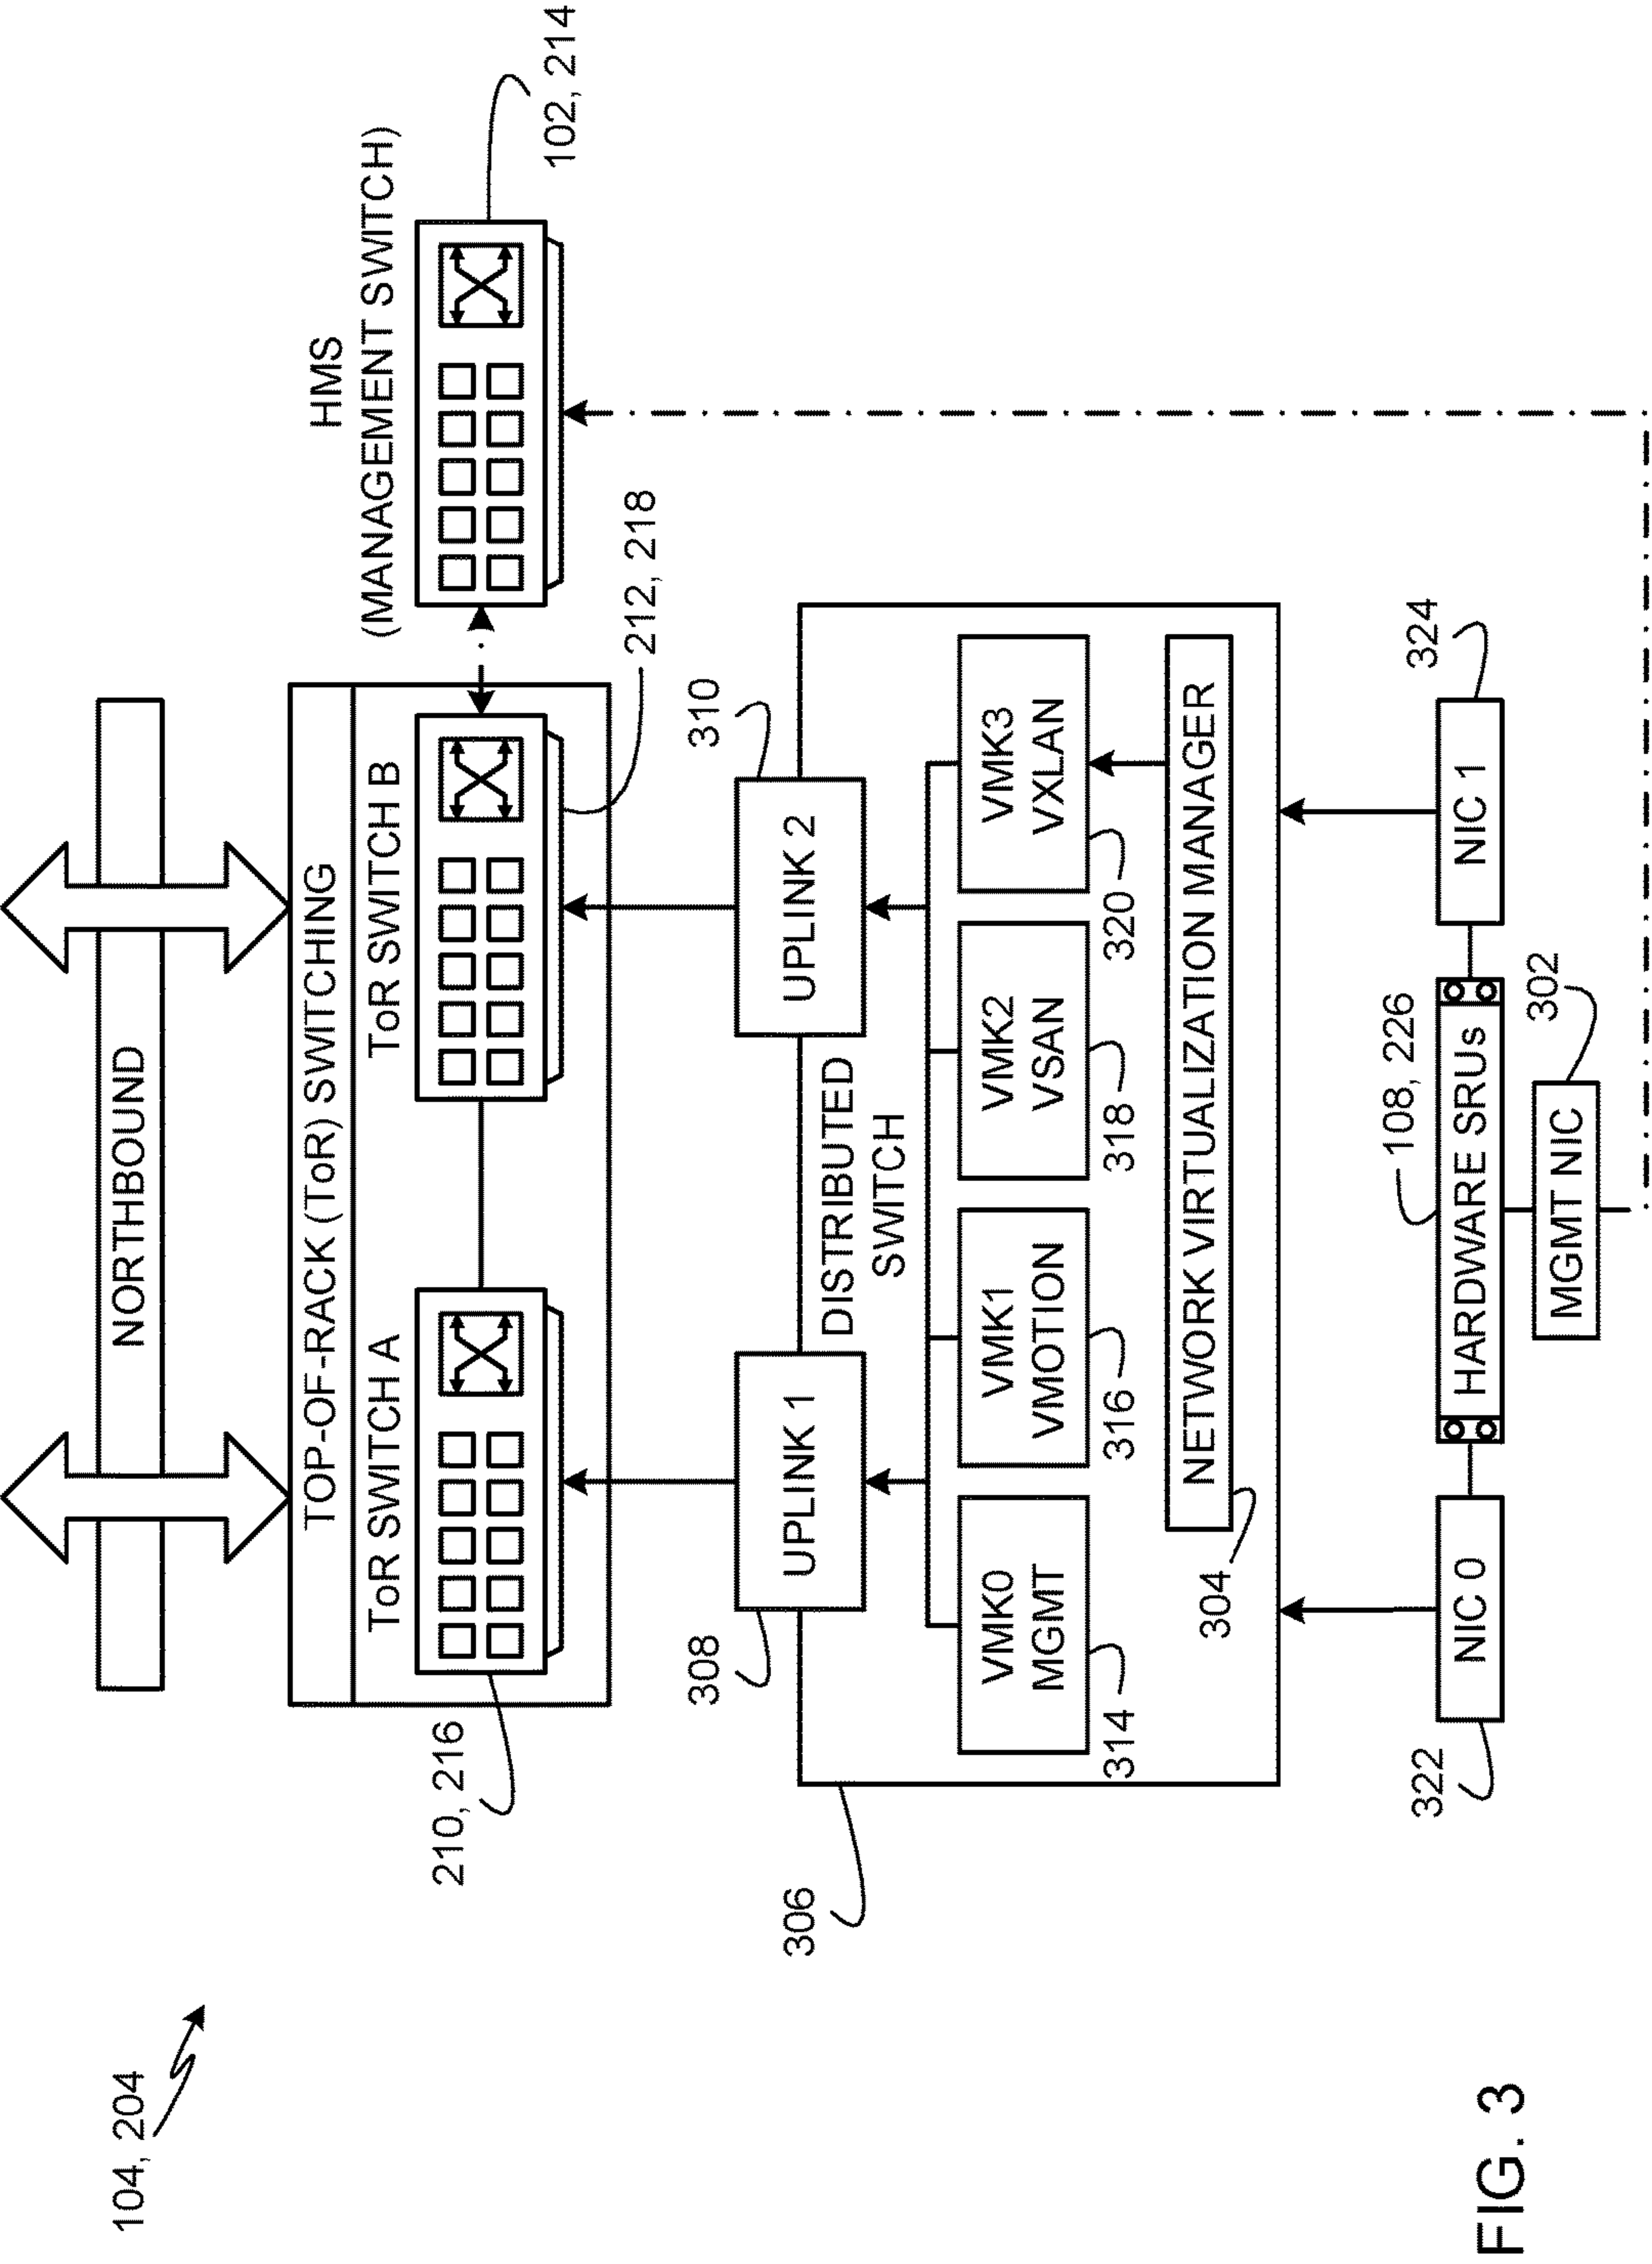 104, 204
NORTHBOUND
TOP-OF-RACK (ToR) SWITCHING
ToR SWITCH A
ToR SWITCH B
HMS
(MANAGEMENT SWITCH)
210, 216
212, 218
102, 214
308
UPLINK 1
310
UPLINK 2
306
DISTRIBUTED
SWITCH
VMK0
MGMT
314
VMK1
VMOTION
316
VMK2
VSAN
318
VMK3
VXLAN
320
NETWORK VIRTUALIZATION MANAGER
304
322
NIC 0
108, 226
HARDWARE SRUs
324
NIC 1
302
MGMT NIC
FIG. 3